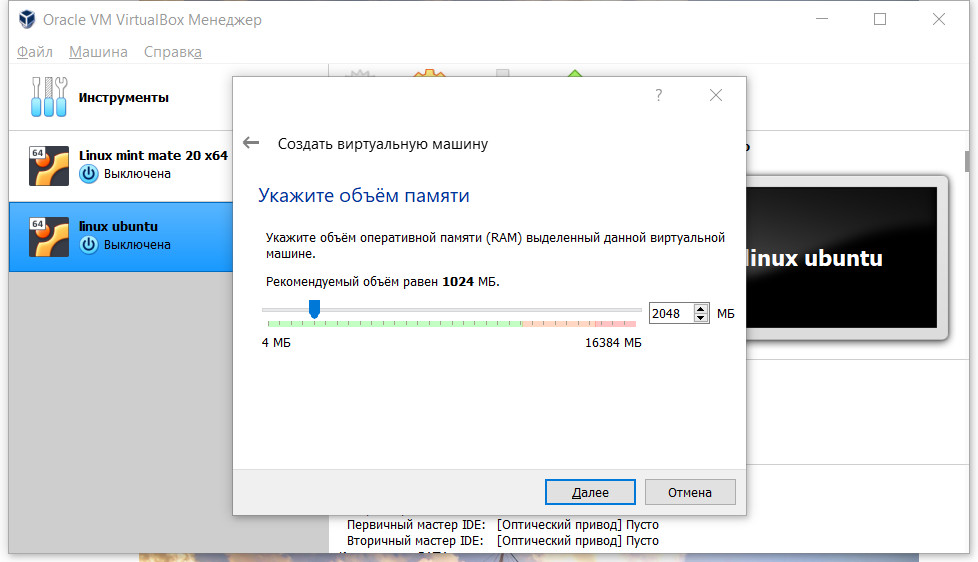 Oracle VM VirtualBox Менеджер
Файл Машина Справка
Инструменты
64
Linux mint mate 20 x64
Выключена
64
linux ubuntu
Выключена
?
Создать виртуальную машину
Укажите объём памяти
Укажите объём оперативной памяти (RAM) выделенный данной виртуальной
машине.
Рекомендуемый объём равен 1024 МБ.
2048 МБ
4 МБ 16384 МБ
Далее Отмена
linux ubuntu
Первичный мастер IDE: [Оптический привод] Пусто
Вторичный мастер IDE: [Оптический привод] Пусто